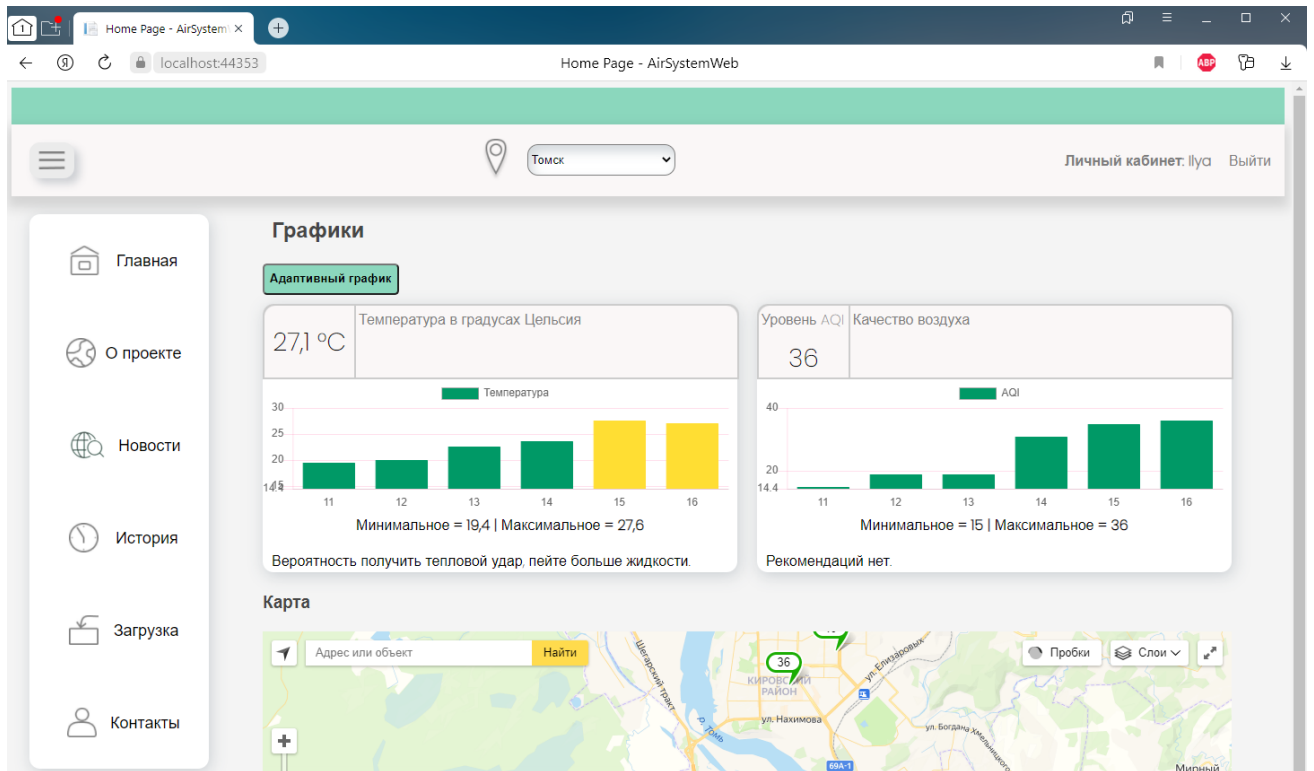 Home Page - AirSystem
localhost:44353
Home Page - AirSystemWeb
ABP
Томск
Личный кабинет: Ilya Выйти
Главная
О проекте
Новости
История
Загрузка
Контакты
Графики
Адаптивный график
27,1 °C
Температура в градусах Цельсия
Температура
30
25
20
15
14.4
11 12 13 14 15 16
Минимальное = 19,4 | Максимальное = 27,6
Вероятность получить тепловой удар, пейте больше жидкости.
Уровень AQI
36
Качество воздуха
AQI
40
20
14.4
11 12 13 14 15 16
Минимальное = 15 | Максимальное = 36
Рекомендаций нет.
Карта
Адрес или объект
Найти
Пробки
Слои
36
КИРОВСКИЙ
РАЙОН
Шегарский тракт
ул. Елизаровых
ул. Нахимова
р. Томь
ул. Богдана Хмельницкого
69А-1
Мирный